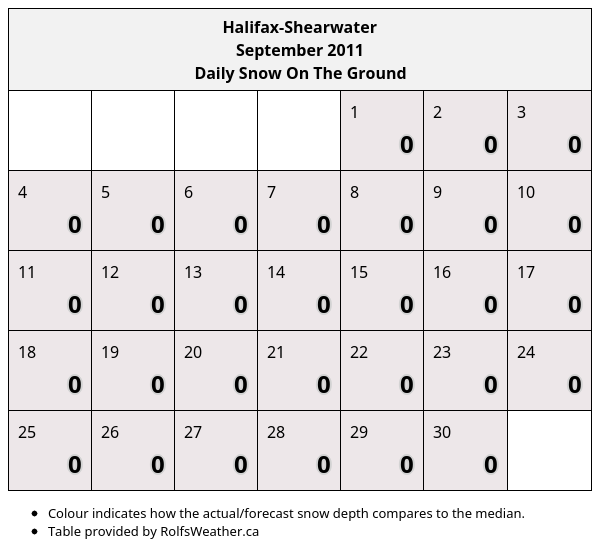 Halifax-Shearwater
September 2011
Daily Snow On The Ground
1 2 3
0 0 0
4 5 6 7 8 9 10
0 0 0 0 0 0 0
11 12 13 14 15 16 17
0 0 0 0 0 0 0
18 19 20 21 22 23 24
0 0 0 0 0 0 0
25 26 27 28 29 30
0 0 0 0 0 0
• Colour indicates how the actual/forecast snow depth compares to the median.
• Table provided by RolfsWeather.ca